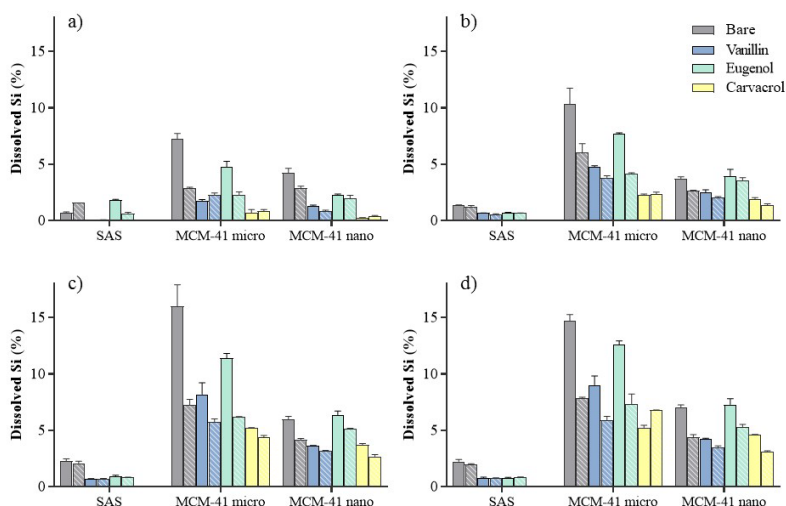 a)
15
10
5
0
Dissolved Si (%)
SAS
MCM-41 micro
MCM-41 nano
b)
15
10
5
0
Dissolved Si (%)
SAS
MCM-41 micro
MCM-41 nano
Bare
Vanillin
Eugenol
Carvacrol
c)
15
10
5
0
Dissolved Si (%)
SAS
MCM-41 micro
MCM-41 nano
d)
15
10
5
0
Dissolved Si (%)
SAS
MCM-41 micro
MCM-41 nano